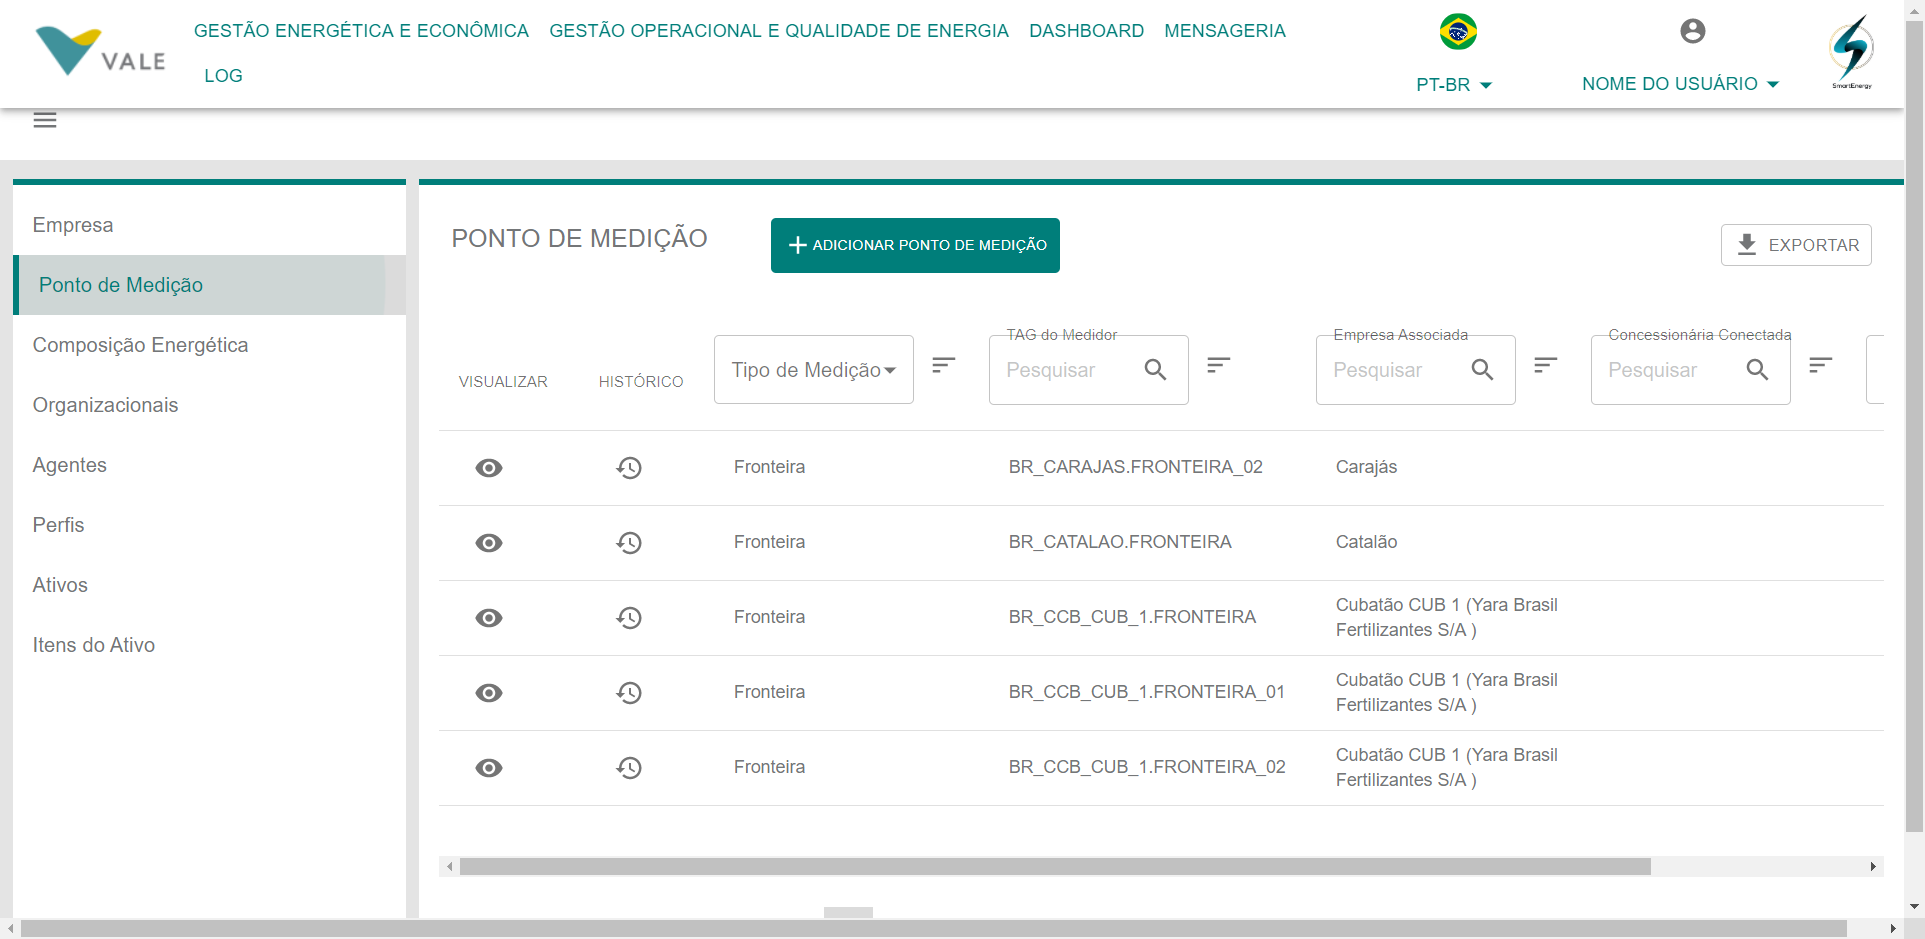 VALE
GESTÃO ENERGÉTICA E ECONÔMICA GESTÃO OPERACIONAL E QUALIDADE DE ENERGIA DASHBOARD MENSAGERIA
LOG
PT-BR
NOME DO USUÁRIO
SmartEnergy
Empresa
Ponto de Medição
Composição Energética
Organizacionais
Agentes
Perfis
Ativos
Itens do Ativo
PONTO DE MEDIÇÃO
ADICIONAR PONTO DE MEDIÇÃO
EXPORTAR
VISUALIZAR
HISTÓRICO
Tipo de Medição
TAG do Medidor
Pesquisar
Empresa Associada
Pesquisar
Concessionária Conectada
Pesquisar
Fronteira BR_CARAJAS.FRONTEIRA_02 Carajás
Fronteira BR_CATALAO.FRONTEIRA Catalão
Fronteira BR_CCB_CUB_1.FRONTEIRA Cubatão CUB 1 (Yara Brasil
Fertilizantes S/A )
Fronteira BR_CCB_CUB_1.FRONTEIRA_01 Cubatão CUB 1 (Yara Brasil
Fertilizantes S/A )
Fronteira BR_CCB_CUB_1.FRONTEIRA_02 Cubatão CUB 1 (Yara Brasil
Fertilizantes S/A )